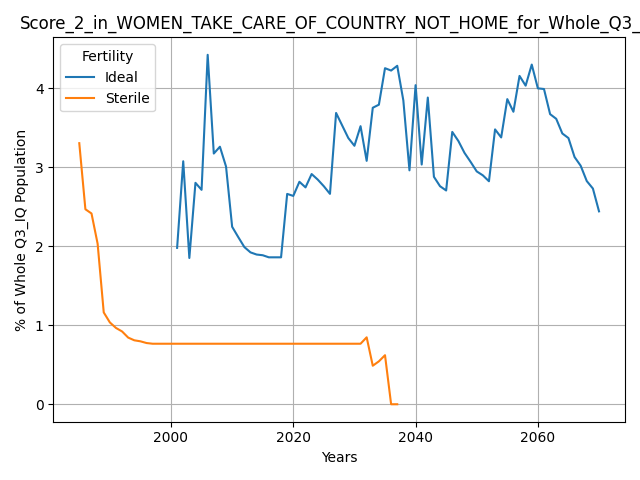 Score_2_in_WOMEN_TAKE_CARE_OF_COUNTRY_NOT_HOME_for_Whole_Q3_
Fertility
Ideal
Sterile
% of Whole Q3_IQ Population
4
3
2
1
0
2000 2020 2040 2060
Years